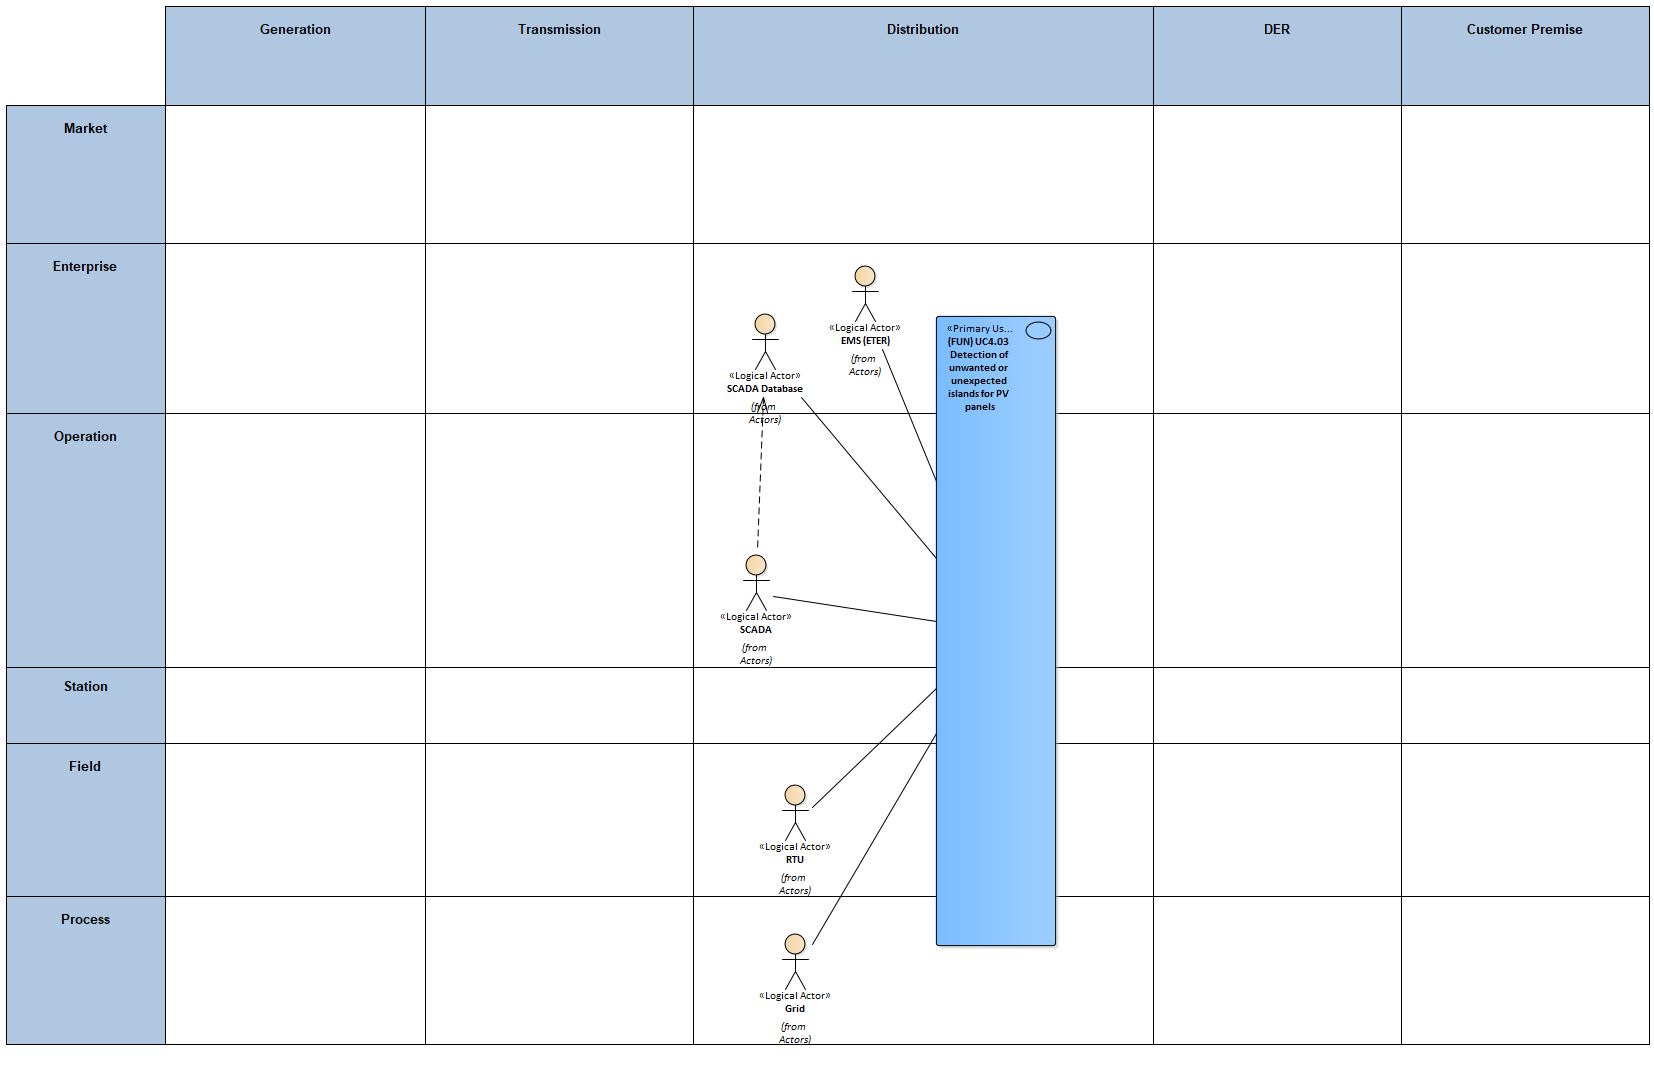 Generation
Transmission
Distribution
DER
Customer Premise
Market
Enterprise
«Logical Actor»
EMS (ETER)
(from
Actors)
«Logical Actor»
SCADA Database
(from
Actors)
«Primary Us...
(FUN) UC4.03
Detection of
unwanted or
unexpected
islands for PV
panels
Operation
«Logical Actor»
SCADA
(from
Actors)
Station
Field
«Logical Actor»
RTU
(from
Actors)
Process
«Logical Actor»
Grid
(from
Actors)